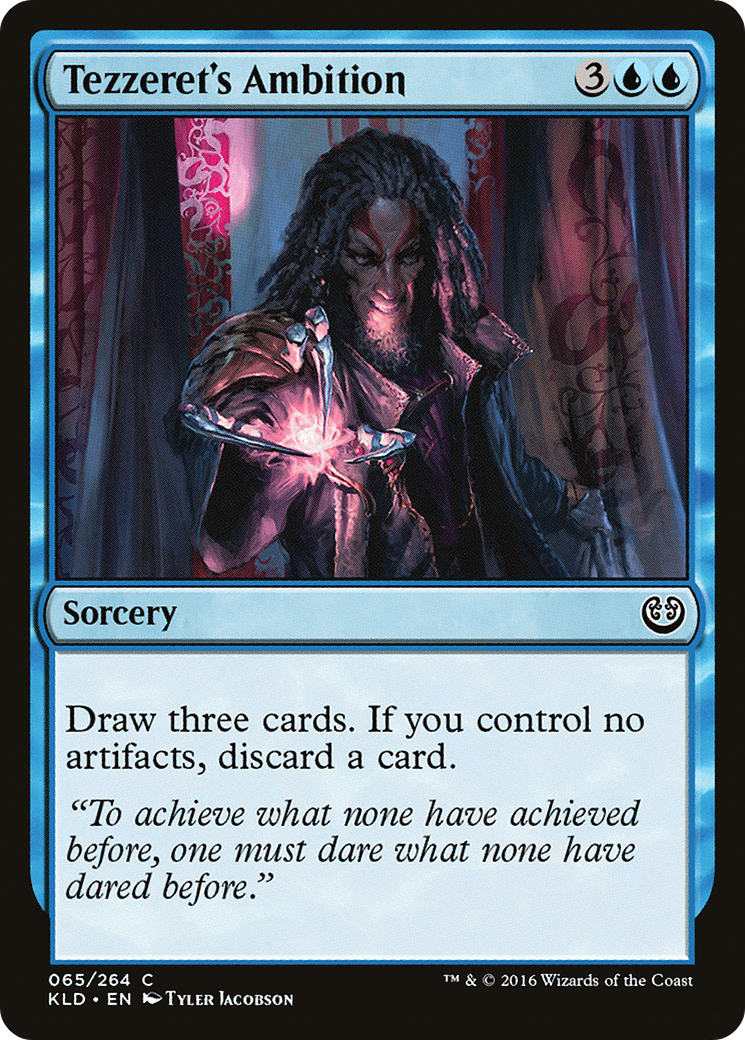 Tezzeret's Ambition 3
Sorcery
Draw three cards. If you control no
artifacts, discard a card.
“To achieve what none have achieved
before, one must dare what none have
dared before.”
065/264 C
KLD • EN Tyler Jacobson
™ & © 2016 Wizards of the Coast